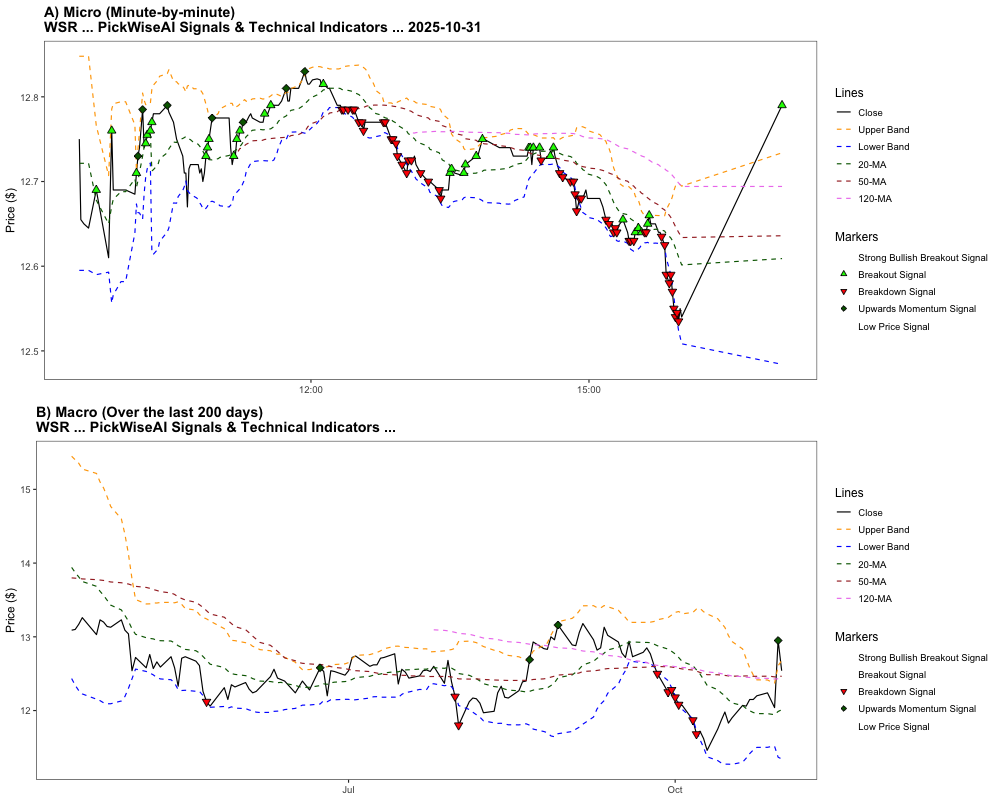 A) Micro (Minute-by-minute)
WSR ... PickWiseAI Signals & Technical Indicators ... 2025-10-31
Price ($)
12.8
12.7
12.6
12.5
12:00
15:00
Lines
Close
Upper Band
Lower Band
20-MA
50-MA
120-MA
Markers
Strong Bullish Breakout Signal
Breakout Signal
Breakdown Signal
Upwards Momentum Signal
Low Price Signal
B) Macro (Over the last 200 days)
WSR ... PickWiseAI Signals & Technical Indicators ...
Price ($)
15
14
13
12
Jul
Oct
Lines
Close
Upper Band
Lower Band
20-MA
50-MA
120-MA
Markers
Strong Bullish Breakout Signal
Breakout Signal
Breakdown Signal
Upwards Momentum Signal
Low Price Signal